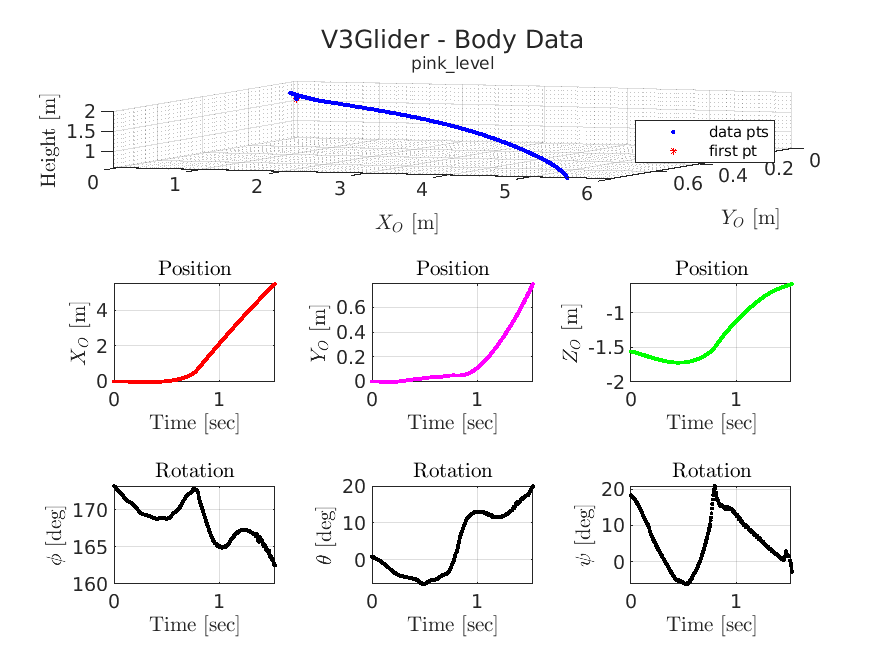 V3Glider - Body Data
pink_level
Height [m]
2
1.5
1
0
1
2
3
4
5
6
X_O [m]
0.6
0.4
0.2
0
Y_O [m]
data pts
first pt
Position
X_O [m]
4
2
0
0
1
Time [sec]
Position
Y_O [m]
0.6
0.4
0.2
0
0
1
Time [sec]
Position
Z_O [m]
-1
-1.5
-2
0
1
Time [sec]
Rotation
ϕ [deg]
170
165
160
0
1
Time [sec]
Rotation
θ [deg]
20
10
0
0
1
Time [sec]
Rotation
ψ [deg]
20
10
0
0
1
Time [sec]